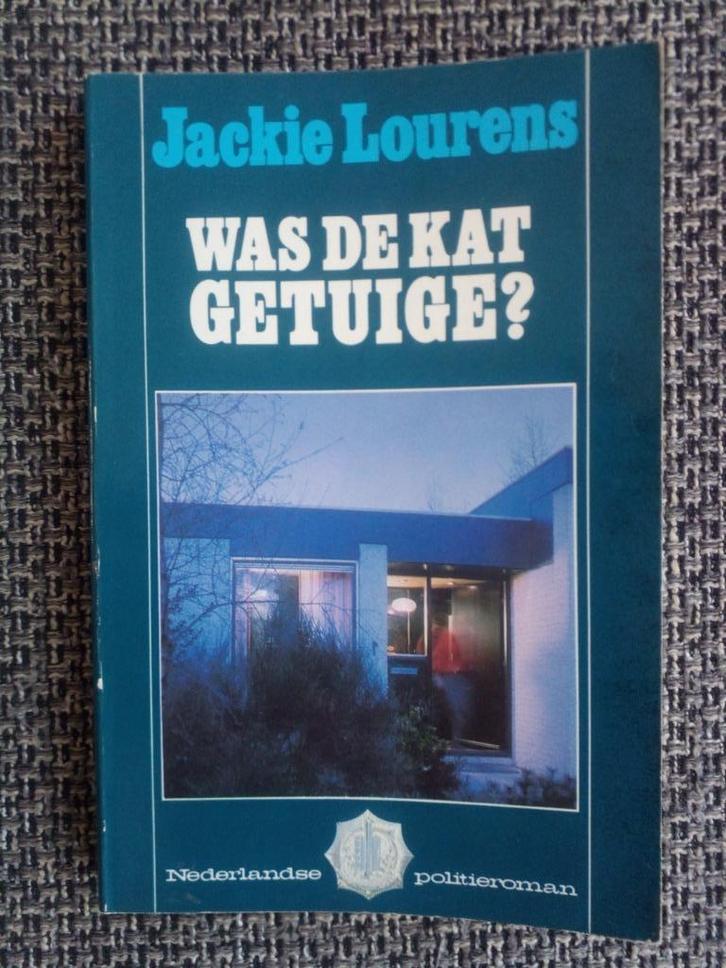 Jackie Lourens
WAS DE KAT
GETUIGE?
Nederlandse politieroman